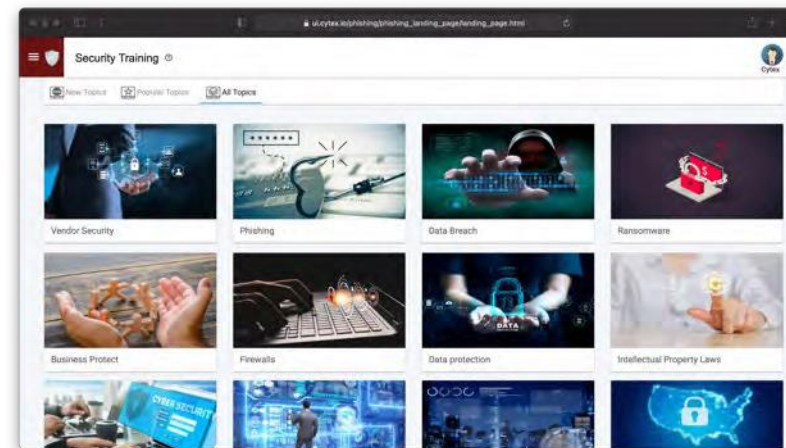 ui.cytex.io/phishing/phishing_landing_page/landing_page.html
Security Training
Cytex
New Topics
Popular Topics
All Topics
Vendor Security
Phishing
Data Breach
Ransomware
Business Protect
Firewalls
DATA
Data protection
Intellectual Property Laws
CYBER SECURIT